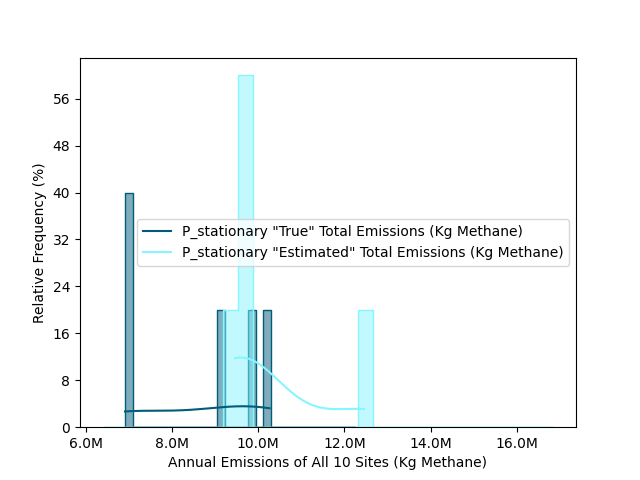 56
48
40
32
24
16
8
0
Relative Frequency (%)
P_stationary "True" Total Emissions (Kg Methane)
P_stationary "Estimated" Total Emissions (Kg Methane)
6.0M 8.0M 10.0M 12.0M 14.0M 16.0M
Annual Emissions of All 10 Sites (Kg Methane)